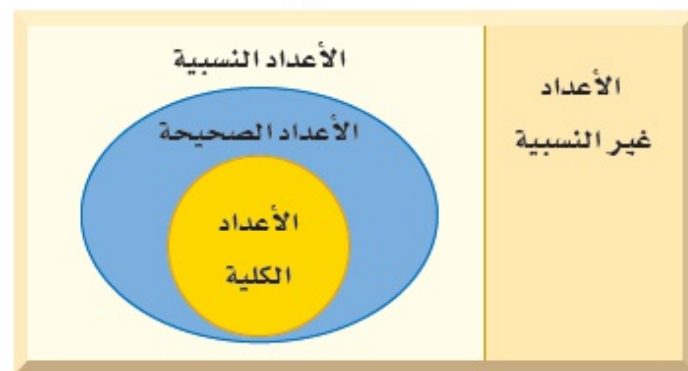 الأعداد النسبية
الأعداد الصحيحة
الأعداد
الكلية
الأعداد
غير النسبية